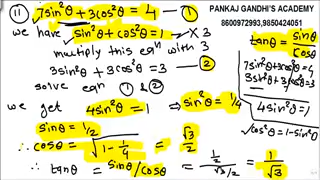 PANKAJ GANDHI'S ACADEMY
8600972993,9850424051
⑪ 7sin²θ + 3cos²θ = 4 — ①
we have sin²θ + cos²θ = 1 — × 3
multiply this eqⁿ with 3
3sin²θ + 3cos²θ = 3 — ②
solve eqⁿ ① & ②
we get 4sin²θ = 1 ⇒ sin²θ = 1/4
sinθ = 1/2
∴ cosθ = √(1 - 1/4) = √3/2
∴ tanθ = sinθ/cosθ = (1/2)/(√3/2) = 1/√3
tanθ = sinθ/cosθ
7sin²θ + 3cos²θ = 4
3sin²θ + 3cos²θ = 3
4sin²θ = 1
√cos²θ = 1 - sin²θ